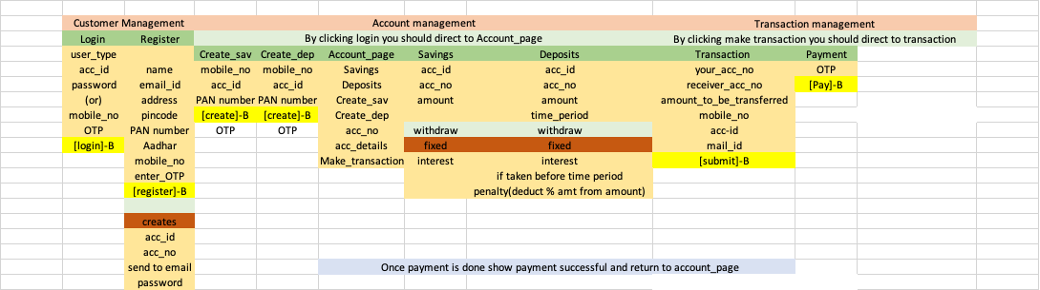 Customer Management Account management Transaction management
Login Register By clicking login you should direct to Account_page By clicking make transaction you should direct to transaction
user_type Create_sav Create_dep Account_page Savings Deposits Transaction Payment
acc_id name mobile_no mobile_no Savings acc_id acc_id your_acc_no OTP
password email_id acc_id acc_id Deposits acc_no acc_no receiver_acc_no [Pay]-B
(or) address PAN number PAN number Create_sav amount amount amount_to_be_transferred
mobile_no pincode [create]-B [create]-B Create_dep time_period mobile_no
OTP PAN number OTP OTP acc_no withdraw withdraw acc-id
[login]-B Aadhar acc_details fixed fixed mail_id
mobile_no Make_transaction interest interest [submit]-B
enter_OTP if taken before time period
[register]-B penalty(deduct % amt from amount)
creates
acc_id
acc_no
send to email Once payment is done show payment successful and return to account_page
password